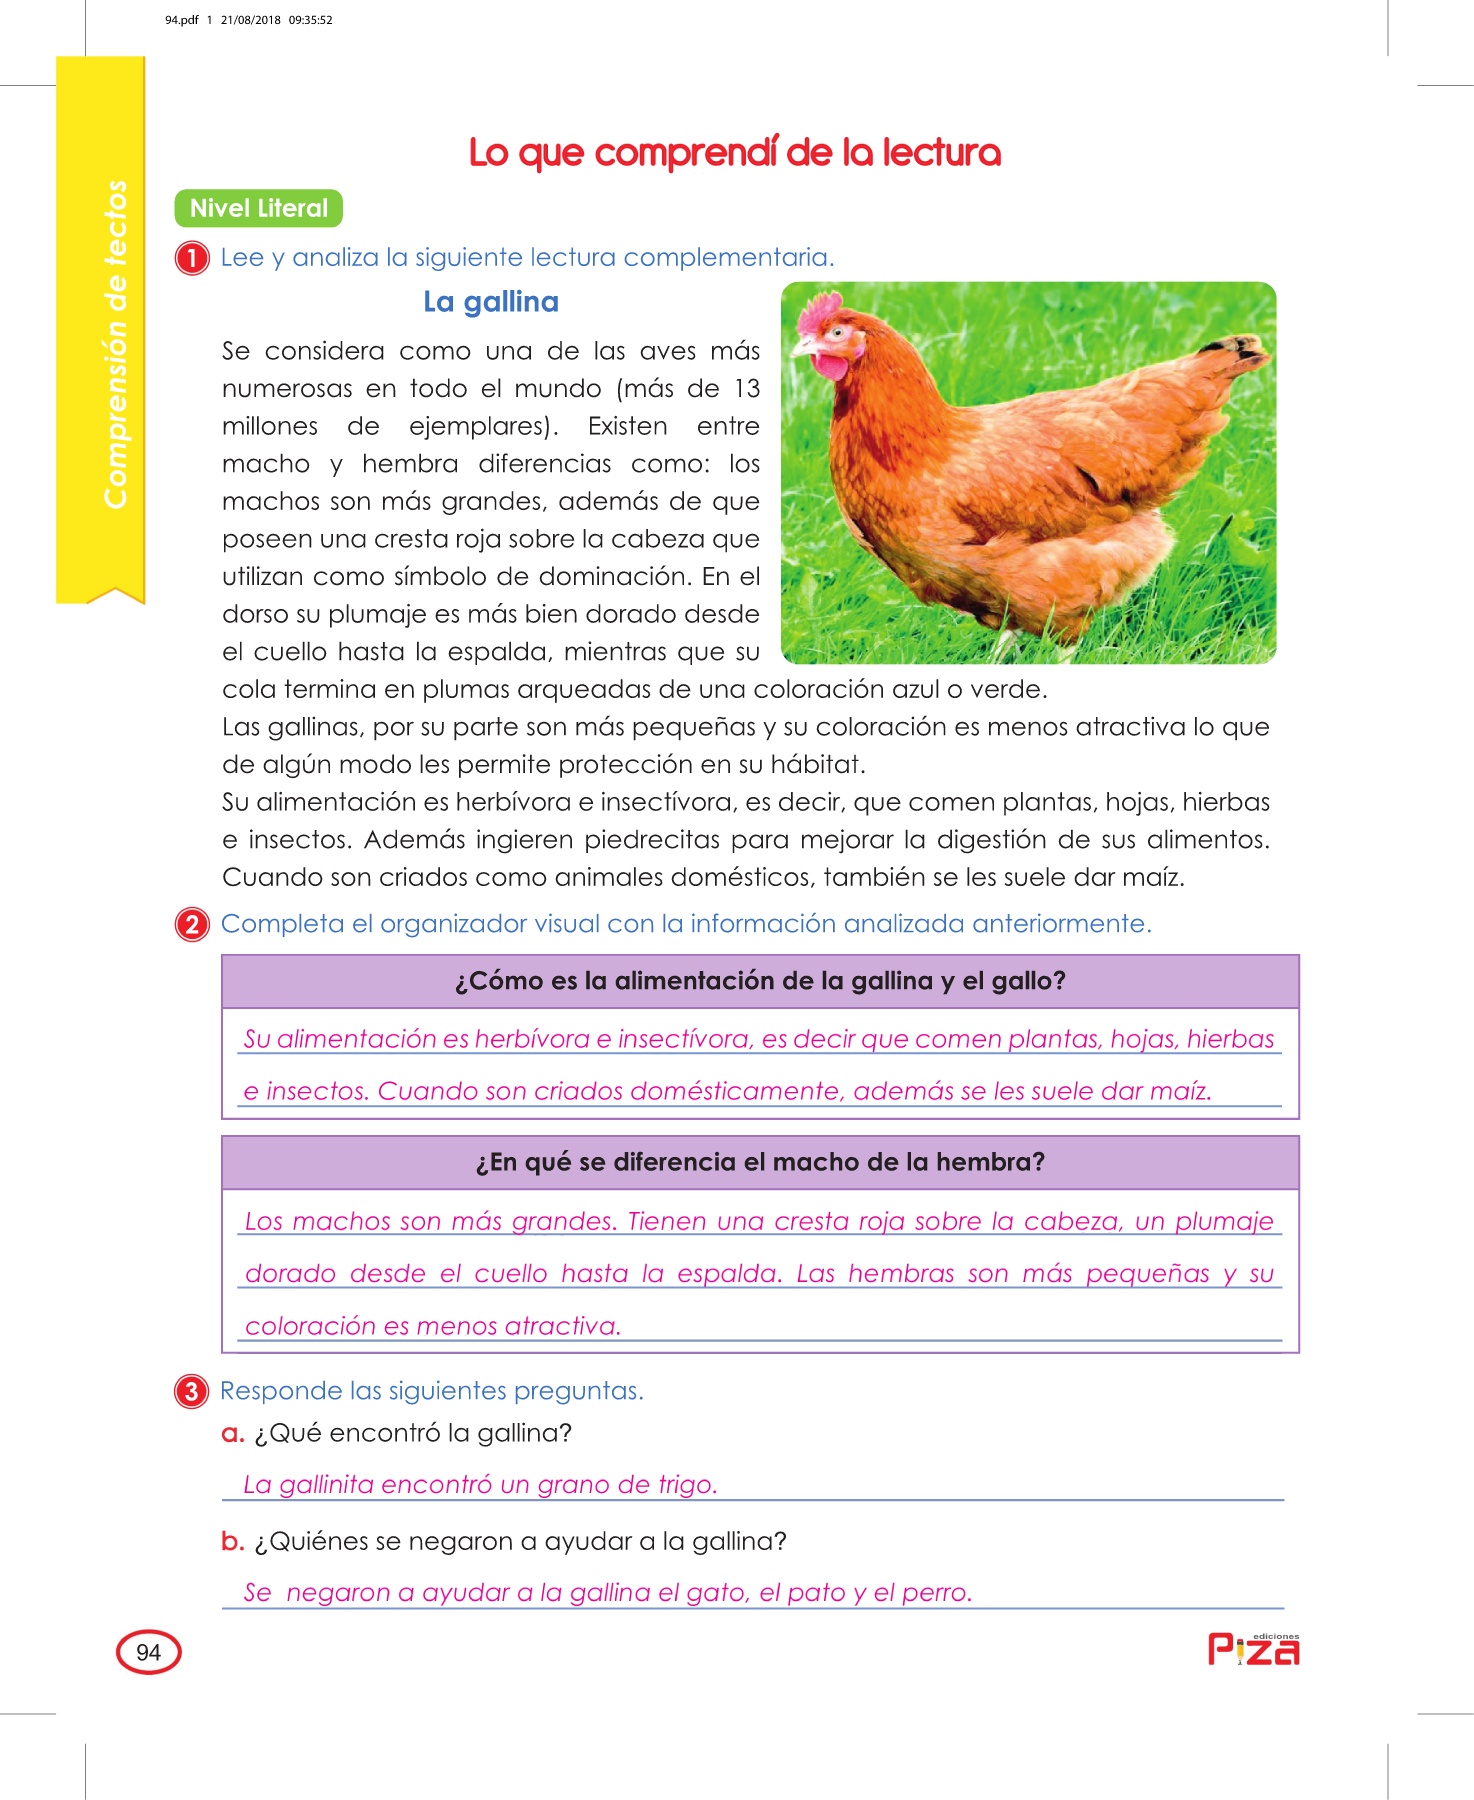 94.pdf 1 21/08/2018 09:35:52
Comprensión de tectos
Lo que comprendí de la lectura
Nivel Literal
1 Lee y analiza la siguiente lectura complementaria.
La gallina
Se considera como una de las aves más
numerosas en todo el mundo (más de 13
millones de ejemplares). Existen entre
macho y hembra diferencias como: los
machos son más grandes, además de que
poseen una cresta roja sobre la cabeza que
utilizan como símbolo de dominación. En el
dorso su plumaje es más bien dorado desde
el cuello hasta la espalda, mientras que su
cola termina en plumas arqueadas de una coloración azul o verde.
Las gallinas, por su parte son más pequeñas y su coloración es menos atractiva lo que
de algún modo les permite protección en su hábitat.
Su alimentación es herbívora e insectívora, es decir, que comen plantas, hojas, hierbas
e insectos. Además ingieren piedrecitas para mejorar la digestión de sus alimentos.
Cuando son criados como animales domésticos, también se les suele dar maíz.
2 Completa el organizador visual con la información analizada anteriormente.
¿Cómo es la alimentación de la gallina y el gallo?
Su alimentación es herbívora e insectívora, es decir que comen plantas, hojas, hierbas
e insectos. Cuando son criados domésticamente, además se les suele dar maíz.
¿En qué se diferencia el macho de la hembra?
Los machos son más grandes. Tienen una cresta roja sobre la cabeza, un plumaje
dorado desde el cuello hasta la espalda. Las hembras son más pequeñas y su
coloración es menos atractiva.
3 Responde las siguientes preguntas.
a. ¿Qué encontró la gallina?
La gallinita encontró un grano de trigo.
b. ¿Quiénes se negaron a ayudar a la gallina?
Se negaron a ayudar a la gallina el gato, el pato y el perro.
94
ediciones
Piza